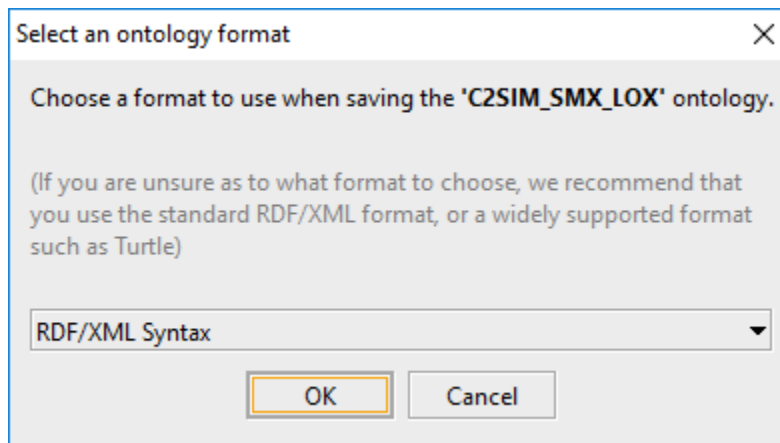 Select an ontology format
Choose a format to use when saving the 'C2SIM_SMX_LOX' ontology.
(If you are unsure as to what format to choose, we recommend that
you use the standard RDF/XML format, or a widely supported format
such as Turtle)
RDF/XML Syntax
OK Cancel